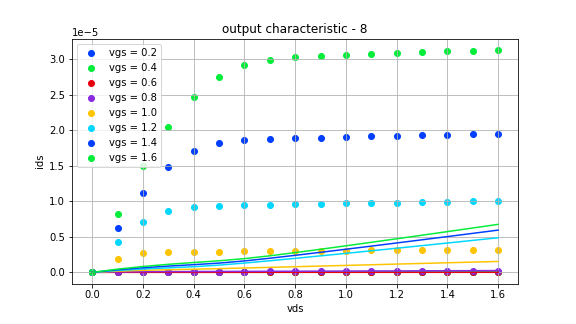 output characteristic - 8
1e−5
3.0
2.5
2.0
1.5
1.0
0.5
0.0
ids
vgs = 0.2
vgs = 0.4
vgs = 0.6
vgs = 0.8
vgs = 1.0
vgs = 1.2
vgs = 1.4
vgs = 1.6
0.0 0.2 0.4 0.6 0.8 1.0 1.2 1.4 1.6
vds